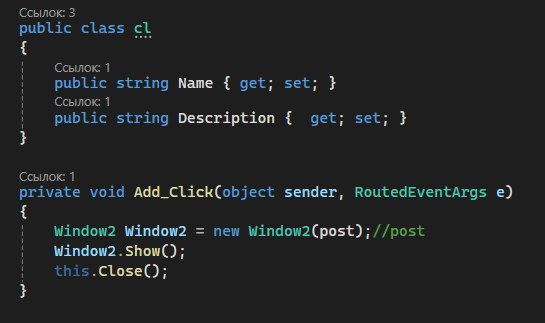 Ссылок: 3
public class cl
{
Ссылок: 1
public string Name { get; set; }
Ссылок: 1
public string Description {  get; set; }
}
Ссылок: 1
private void Add_Click(object sender, RoutedEventArgs e)
{
Window2 Window2 = new Window2(post);//post
Window2.Show();
this.Close();
}